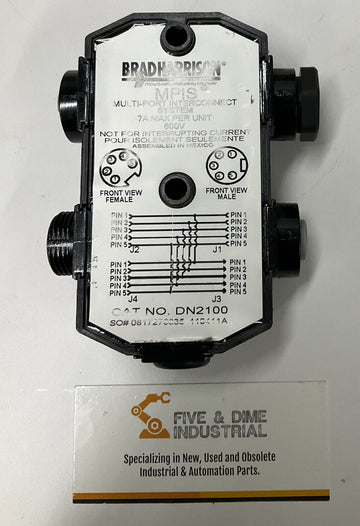 BRADHARRISON®
MPIS®
MULTI-PORT INTERCONNECT
SYSTEM
7A MAX PER UNIT
600V
NOT FOR INTERRUPTING CURRENT
POUR ISOLEMENT SEULEMENTE
ASSEMBLED IN MEXICO
FRONT VIEW
FEMALE
FRONT VIEW
MALE
PIN 1 PIN 1
PIN 2 PIN 2
PIN 3 PIN 3
PIN 4 PIN 4
PIN 5 PIN 5
J2 J1
PIN 1 PIN 1
PIN 2 PIN 2
PIN 3 PIN 3
PIN 4 PIN 4
PIN 5 PIN 5
J4 J3
CAT NO. DN2100
SO#
FIVE & DIME
INDUSTRIAL
Specializing in New, Used and Obsolete
Industrial & Automation Parts.